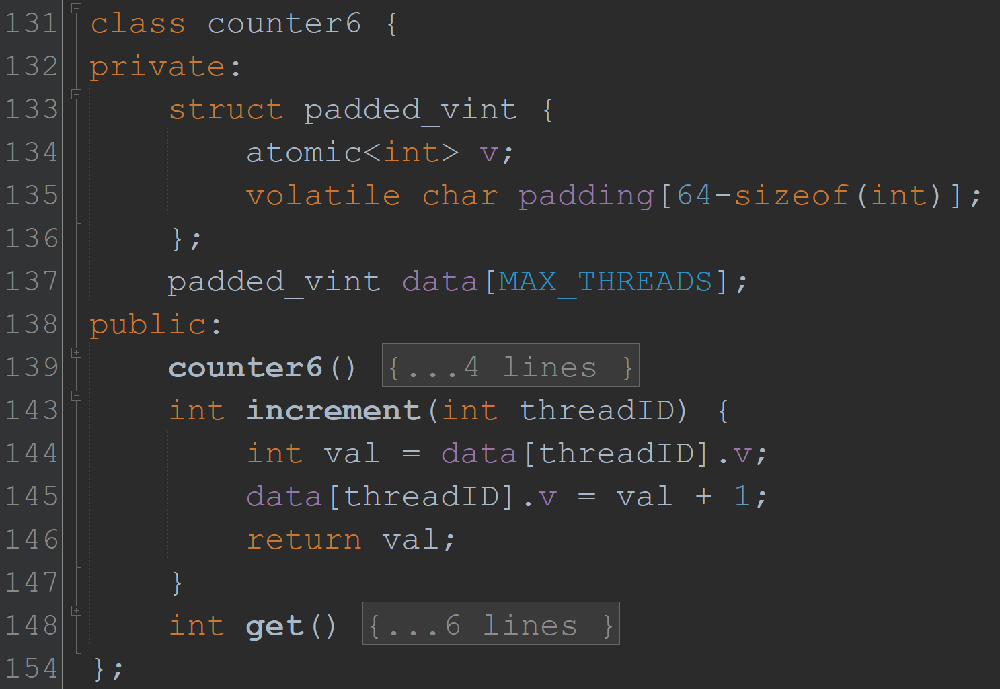 131 class counter6 {
132 private:
133     struct padded_vint {
134         atomic<int> v;
135         volatile char padding[64-sizeof(int)];
136     };
137     padded_vint data[MAX_THREADS];
138 public:
139     counter6() {...4 lines }
143     int increment(int threadID) {
144         int val = data[threadID].v;
145         data[threadID].v = val + 1;
146         return val;
147     }
148     int get() {...6 lines }
154 };